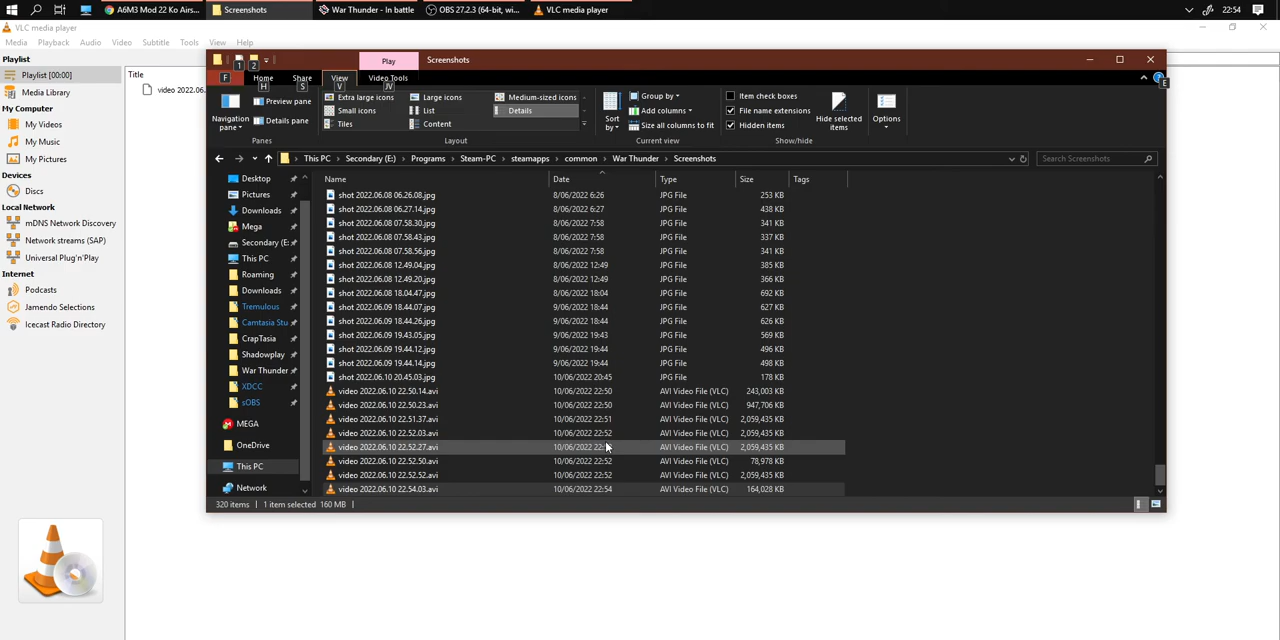 A6M3 Mod 22 Ko Airs...
Screenshots
War Thunder - In battle
OBS 27.2.3 (64-bit, wi...
VLC media player
22:54
VLC media player
Media Playback Audio Video Subtitle Tools View Help
Playlist
Playlist [00:00]
Media Library
My Computer
My Videos
My Music
My Pictures
Devices
Discs
Local Network
mDNS Network Discovery
Network streams (SAP)
Universal Plug'n'Play
Internet
Podcasts
Jamendo Selections
Icecast Radio Directory
Title
video 2022.06.
1 2
Play
Screenshots
F
Home Share View Video Tools
H S V JV E
Navigation pane
Preview pane
Details pane
Panes
Extra large icons Large icons Medium-sized icons
Small icons List Details
Tiles Content
Layout
Sort by
Group by
Add columns
Size all columns to fit
Current view
Item check boxes
File name extensions
Hidden items
Hide selected items
Show/hide
Options
This PC > Secondary (E:) > Programs > Steam-PC > steamapps > common > War Thunder > Screenshots
Search Screenshots
Desktop
Pictures
Downloads
Mega
Secondary (E:
This PC
Roaming
Downloads
Tremulous
Camtasia Stu
CrapTasia
Shadowplay
War Thunder
XDCC
sOBS
MEGA
OneDrive
This PC
Network
Name Date Type Size Tags
shot 2022.06.08 06.26.08.jpg 8/06/2022 6:26 JPG File 253 KB
shot 2022.06.08 06.27.14.jpg 8/06/2022 6:27 JPG File 438 KB
shot 2022.06.08 07.58.30.jpg 8/06/2022 7:58 JPG File 341 KB
shot 2022.06.08 07.58.43.jpg 8/06/2022 7:58 JPG File 337 KB
shot 2022.06.08 07.58.56.jpg 8/06/2022 7:58 JPG File 341 KB
shot 2022.06.08 12.49.04.jpg 8/06/2022 12:49 JPG File 385 KB
shot 2022.06.08 12.49.20.jpg 8/06/2022 12:49 JPG File 366 KB
shot 2022.06.08 18.04.47.jpg 8/06/2022 18:04 JPG File 692 KB
shot 2022.06.09 18.44.07.jpg 9/06/2022 18:44 JPG File 627 KB
shot 2022.06.09 18.44.26.jpg 9/06/2022 18:44 JPG File 626 KB
shot 2022.06.09 19.43.05.jpg 9/06/2022 19:43 JPG File 569 KB
shot 2022.06.09 19.44.12.jpg 9/06/2022 19:44 JPG File 496 KB
shot 2022.06.09 19.44.14.jpg 9/06/2022 19:44 JPG File 498 KB
shot 2022.06.10 20.45.03.jpg 10/06/2022 20:45 JPG File 178 KB
video 2022.06.10 22.50.14.avi 10/06/2022 22:50 AVI Video File (VLC) 243,003 KB
video 2022.06.10 22.50.23.avi 10/06/2022 22:50 AVI Video File (VLC) 947,706 KB
video 2022.06.10 22.51.37.avi 10/06/2022 22:51 AVI Video File (VLC) 2,059,435 KB
video 2022.06.10 22.52.03.avi 10/06/2022 22:52 AVI Video File (VLC) 2,059,435 KB
video 2022.06.10 22.52.27.avi 10/06/2022 AVI Video File (VLC) 2,059,435 KB
video 2022.06.10 22.52.50.avi 10/06/2022 22:52 AVI Video File (VLC) 78,978 KB
video 2022.06.10 22.52.52.avi 10/06/2022 22:52 AVI Video File (VLC) 2,059,435 KB
video 2022.06.10 22.54.03.avi 10/06/2022 22:54 AVI Video File (VLC) 164,028 KB
320 items 1 item selected 160 MB